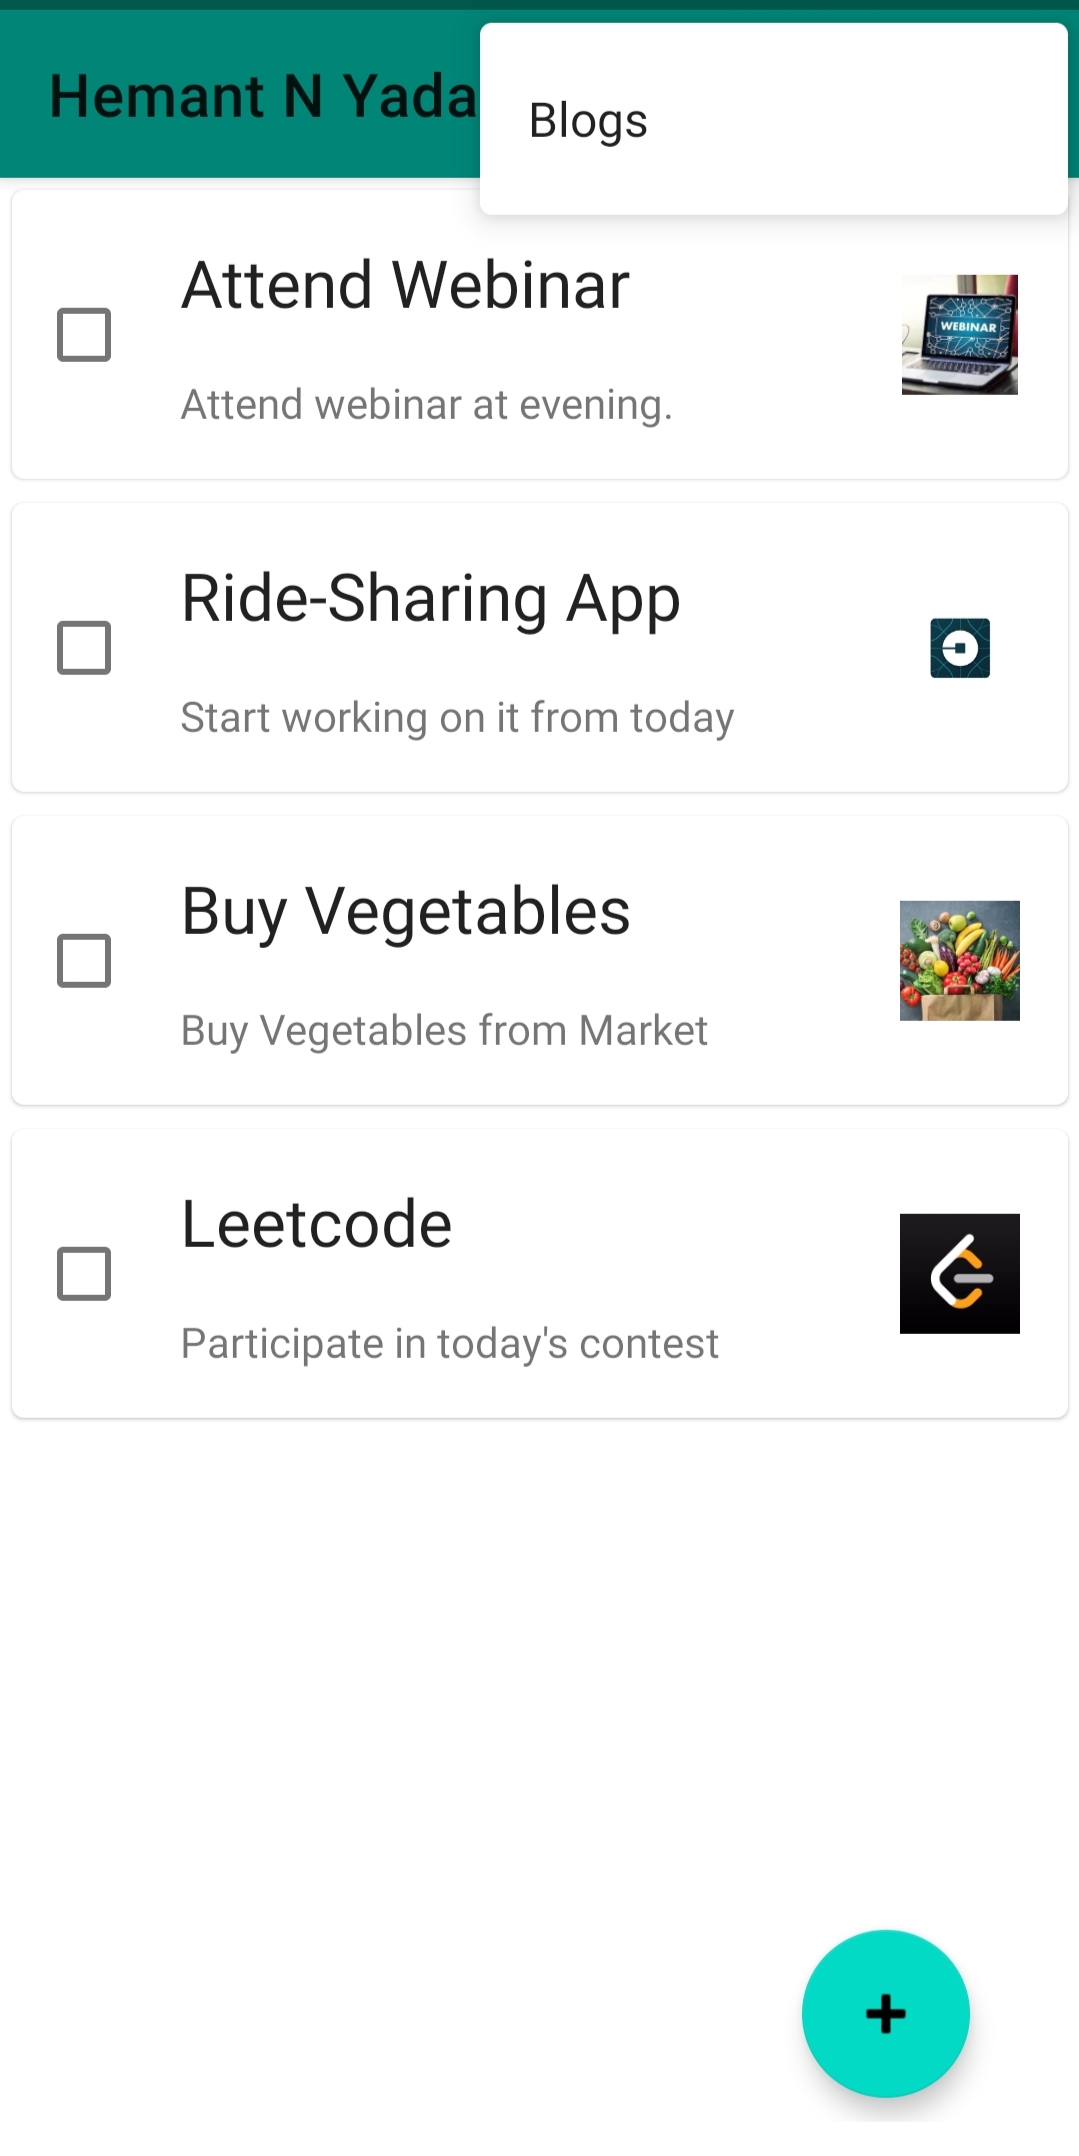 Hemant N Yada
Blogs
Attend Webinar
Attend webinar at evening.
WEBINAR
Ride-Sharing App
Start working on it from today
Buy Vegetables
Buy Vegetables from Market
Leetcode
Participate in today's contest